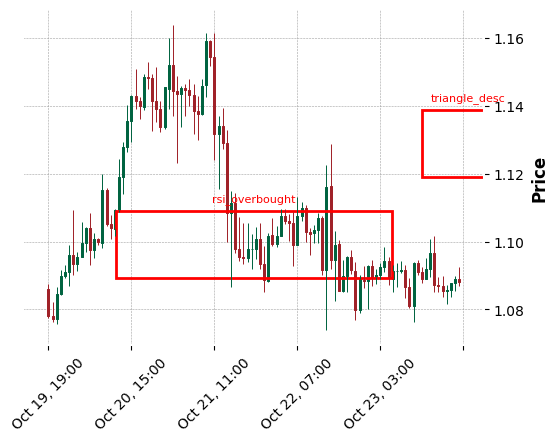 1.16
triangle_desc
1.14
1.12
Price
rsi_overbought
1.10
1.08
Oct 19, 19:00
Oct 20, 15:00
Oct 21, 11:00
Oct 22, 07:00
Oct 23, 03:00